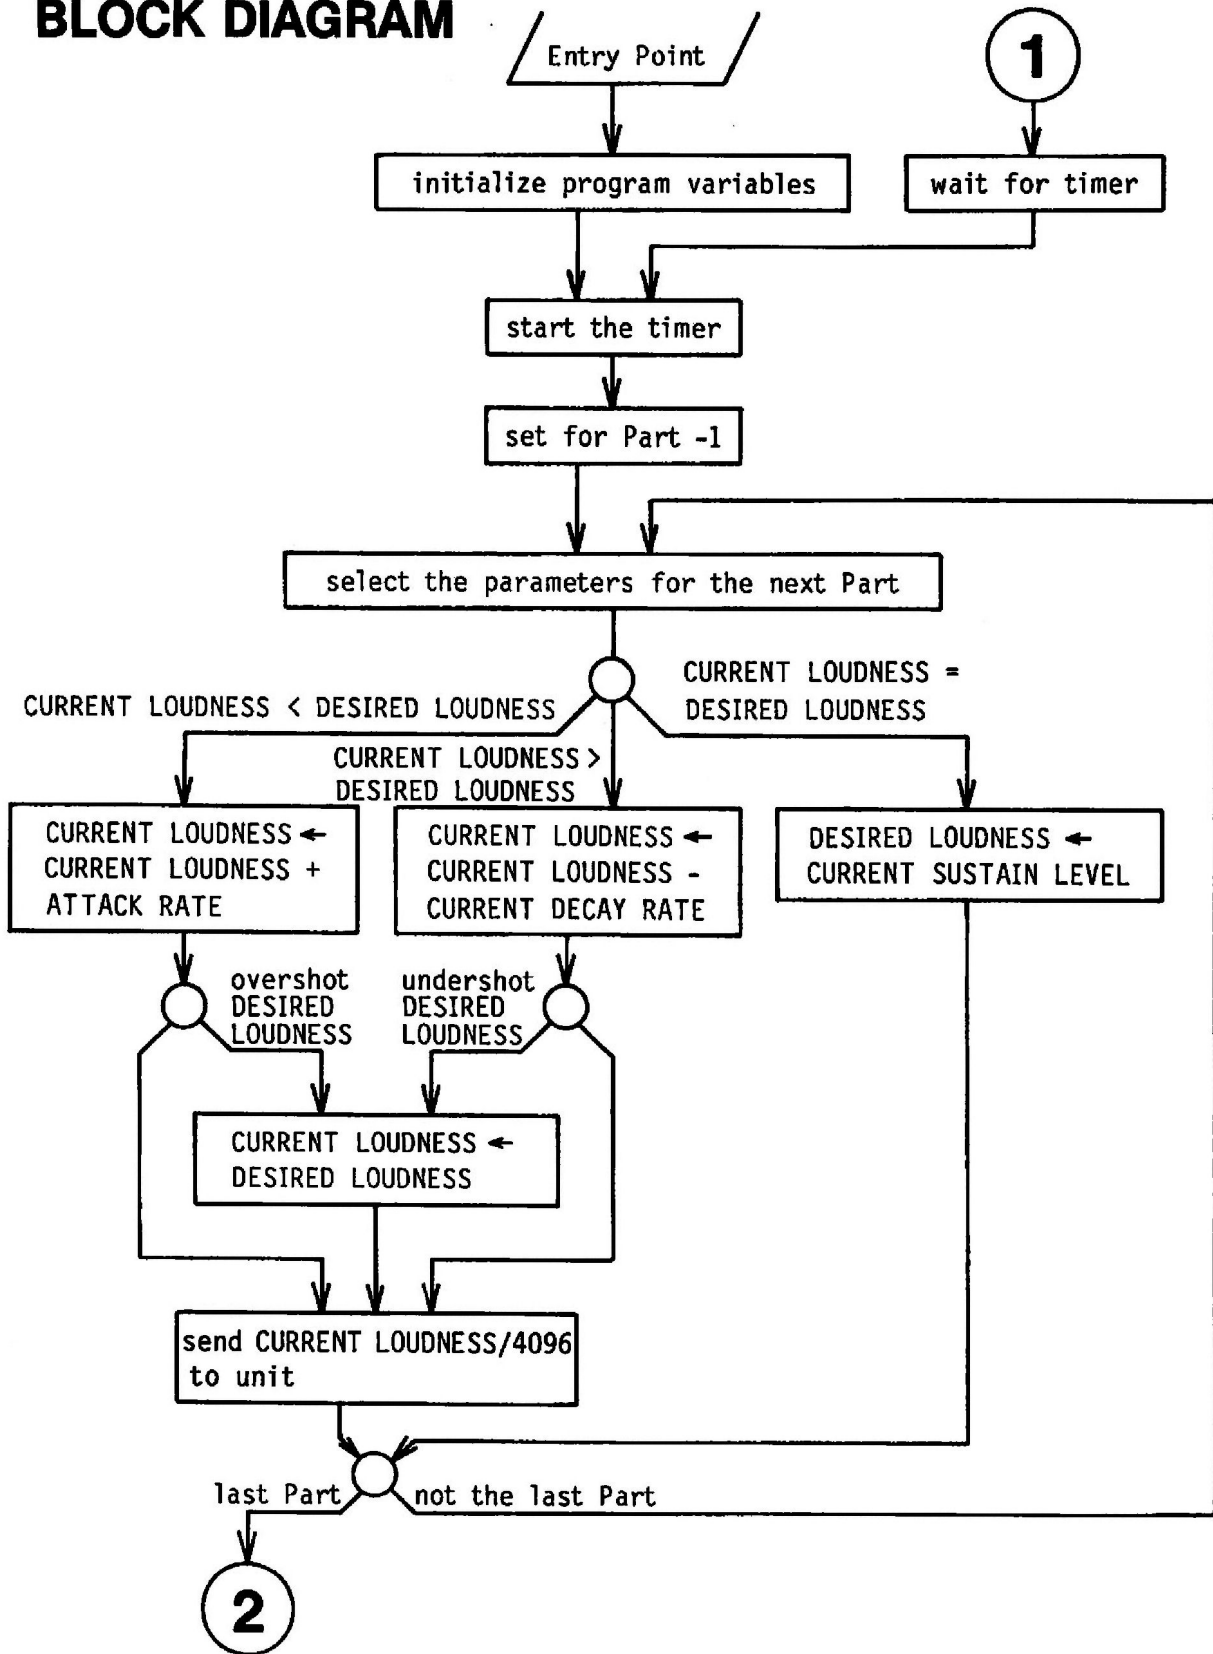 BLOCK DIAGRAM
Entry Point
1
initialize program variables
wait for timer
start the timer
set for Part -1
select the parameters for the next Part
CURRENT LOUDNESS < DESIRED LOUDNESS
CURRENT LOUDNESS >
DESIRED LOUDNESS
CURRENT LOUDNESS =
DESIRED LOUDNESS
CURRENT LOUDNESS ←
CURRENT LOUDNESS +
ATTACK RATE
CURRENT LOUDNESS ←
CURRENT LOUDNESS -
CURRENT DECAY RATE
DESIRED LOUDNESS ←
CURRENT SUSTAIN LEVEL
overshot
DESIRED
LOUDNESS
undershot
DESIRED
LOUDNESS
CURRENT LOUDNESS ←
DESIRED LOUDNESS
send CURRENT LOUDNESS/4096
to unit
last Part
not the last Part
2